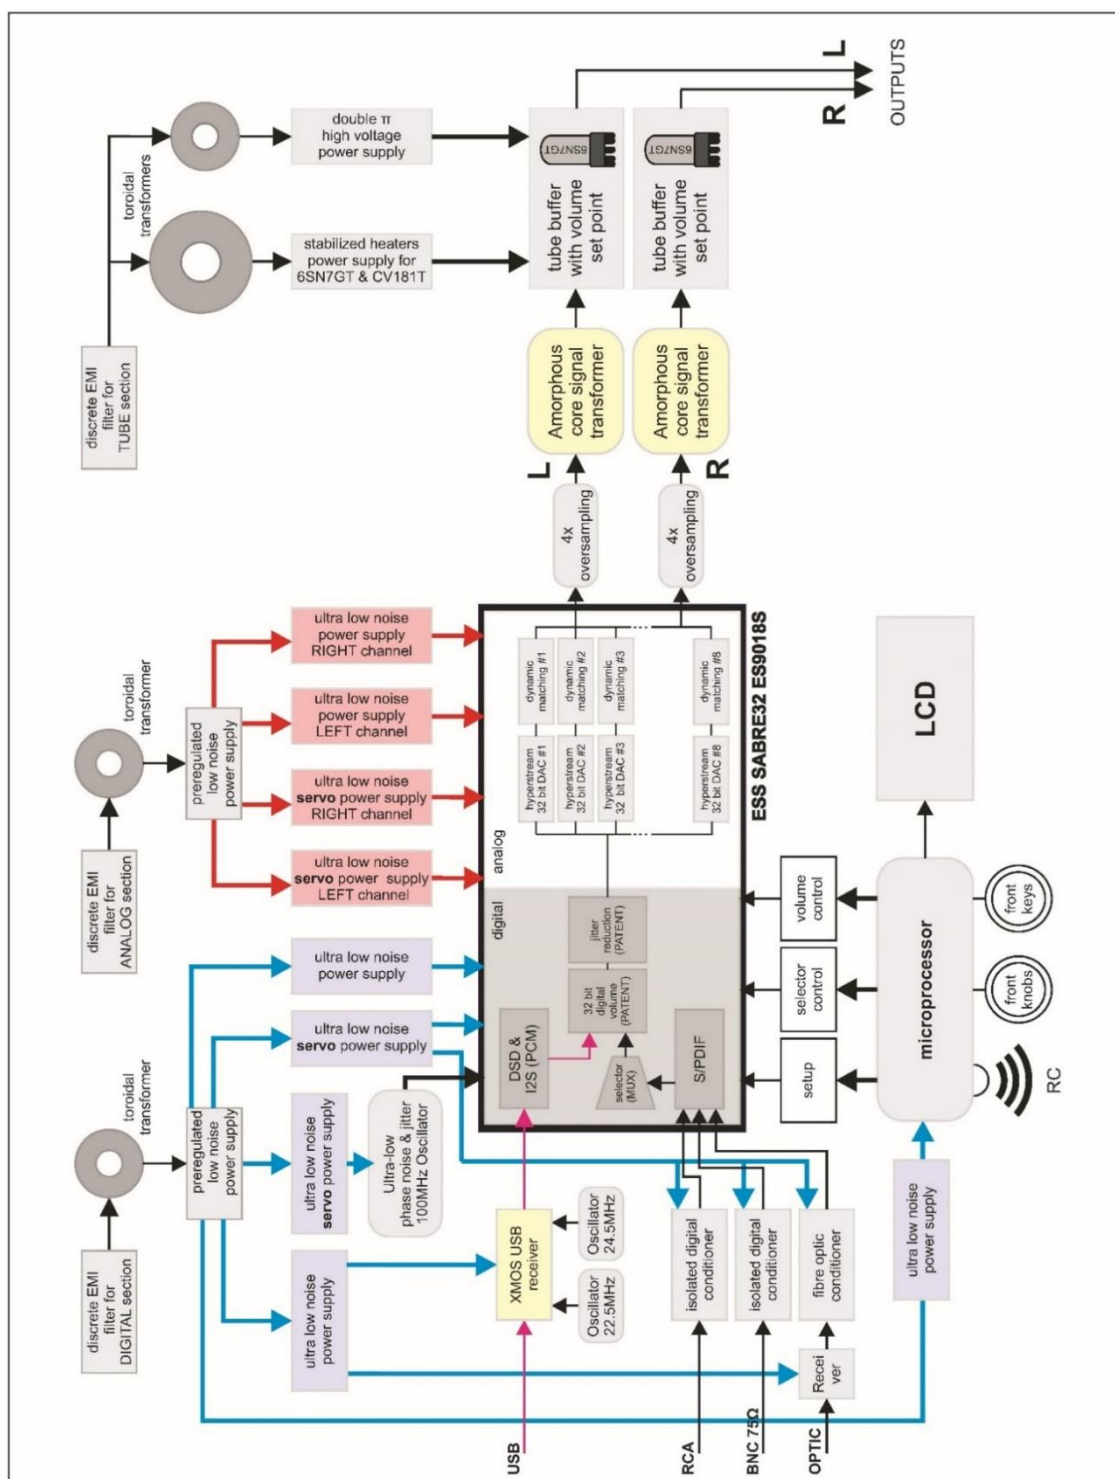 discrete EMI
filter for
DIGITAL section
toroidal
transformer
preregulated
low noise
power supply
ultra low noise
power supply
ultra low noise
servo power supply
Ultra-low
phase noise & jitter
100MHz Oscillator
ultra low noise
servo power supply
ultra low noise
power supply
discrete EMI
filter for
ANALOG section
toroidal
transformer
preregulated
low noise
power supply
ultra low noise
servo power supply
LEFT channel
ultra low noise
servo power supply
RIGHT channel
ultra low noise
power supply
LEFT channel
ultra low noise
power supply
RIGHT channel
discrete EMI
filter for
TUBE section
toroidal
transformers
stabilized heaters
power supply for
6SN7GT & CV181T
double π
high voltage
power supply
USB
XMOS USB
receiver
Oscillator
22.5MHz
Oscillator
24.5MHz
RCA
isolated digital
conditioner
BNC 75Ω
isolated digital
conditioner
OPTIC
Recei
ver
fibre optic
conditioner
digital
analog
DSD &
I2S (PCM)
selector
(MUX)
S/PDIF
32 bit
digital
volume
(PATENT)
jitter
reduction
(PATENT)
hyperstream
32 bit DAC #1
dynamic
matching #1
hyperstream
32 bit DAC #2
dynamic
matching #2
hyperstream
32 bit DAC #3
dynamic
matching #3
hyperstream
32 bit DAC #8
dynamic
matching #8
ESS SABRE32 ES9018S
4x
oversampling
4x
oversampling
L
Amorphous
core signal
transformer
R
Amorphous
core signal
transformer
tube buffer
with volume
set point
6SN7GT
tube buffer
with volume
set point
6SN7GT
L
R
OUTPUTS
setup
selector
control
volume
control
ultra low noise
power supply
microprocessor
LCD
RC
front
knobs
front
keys